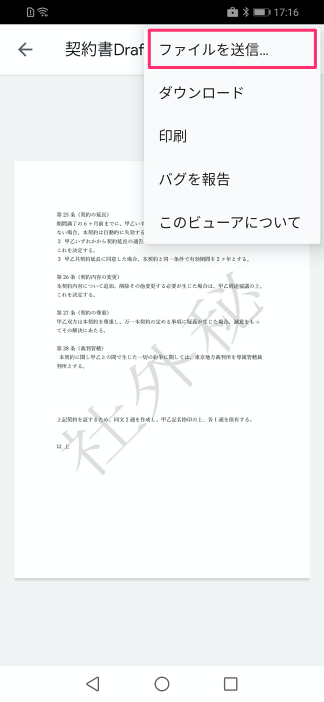 17:16
契約書Draf
ファイルを送信...
ダウンロード
印刷
バグを報告
このビューアについて
第 25 条（契約の延長）
期間満了の6ヶ月前までに、甲乙いず
ない場合、本契約は自動的に失効する
2 甲乙いずれかから契約延長の通告
これを決定する。
3 甲乙共契約延長に同意した場合、本契約と同一条件で有効期間を2ヶ年とする。
第 26 条（契約内容の変更）
本契約内容について追加、削除その他変更する必要が生じた場合は、甲乙別途協議の上、
これを決定する。
第 27 条（契約の尊重）
甲乙双方は本契約を尊重し、万一本契約の定める事項に疑義が生じた場合、誠意をもっ
てその解決にあたる。
第 28 条（裁判管轄）
本契約に関し甲乙との間で生じた一切の紛争に関しては、東京地方裁判所を専属管轄裁
判所とする。
上記契約を証するため、同文2通を作成し、甲乙記名捺印の上、各1通を保有する。
以 上
社外秘